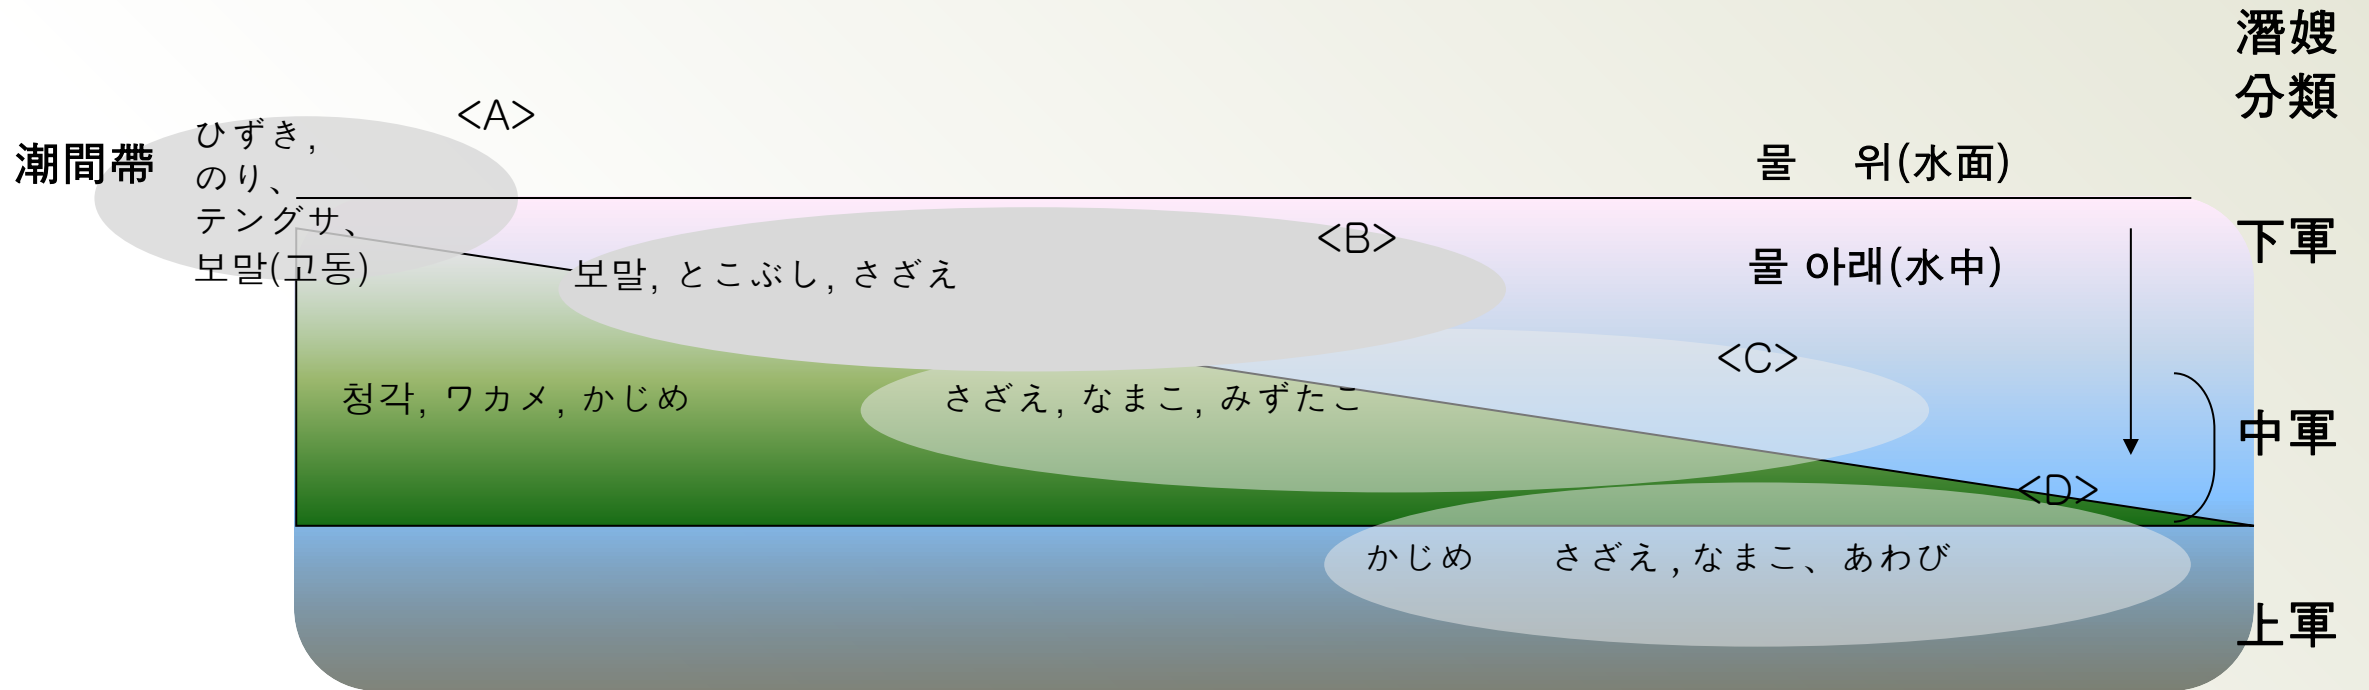 潛嫂
分類
<A>
潮間帶
ひずき,
のり、
テングサ、
보말(고동)
물 위(水面)
下軍
<B>
물 아래(水中)
보말, とこぶし, さざえ
<C>
청각, ワカメ, かじめ
さざえ, なまこ, みずたこ
中軍
<D>
かじめ さざえ,なまこ、あわび
上軍